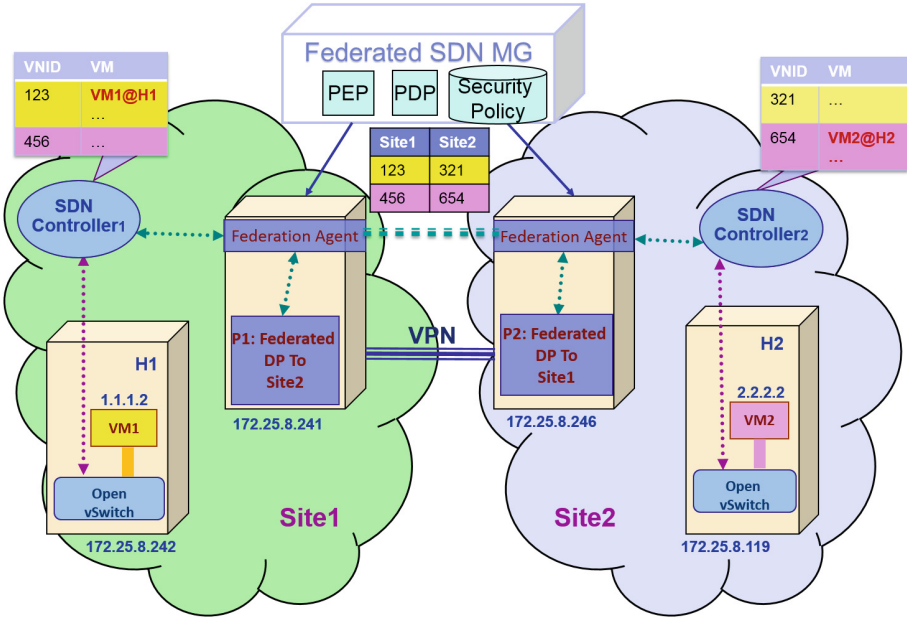 Federated SDN MG
PEP
PDP
Security
Policy
VNID VM
123 VM1@H1
...
456 ...
VNID VM
321 ...
654 VM2@H2
...
Site1 Site2
123 321
456 654
SDN
Controller1
SDN
Controller2
Federation Agent
Federation Agent
P1: Federated
DP To
Site2
VPN
P2: Federated
DP To
Site1
172.25.8.241
172.25.8.246
H1
1.1.1.2
VM1
Open
vSwitch
172.25.8.242
H2
2.2.2.2
VM2
Open
vSwitch
172.25.8.119
Site1
Site2